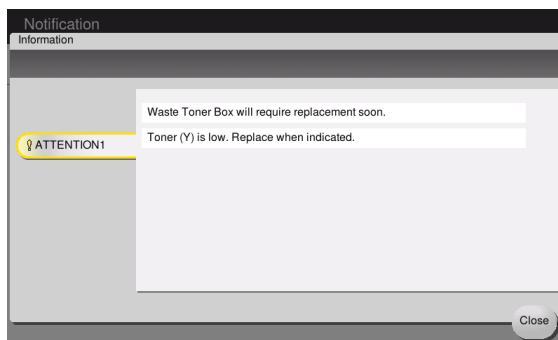 Notification
Information
Waste Toner Box will require replacement soon.
ATTENTION1
Toner (Y) is low. Replace when indicated.
Close